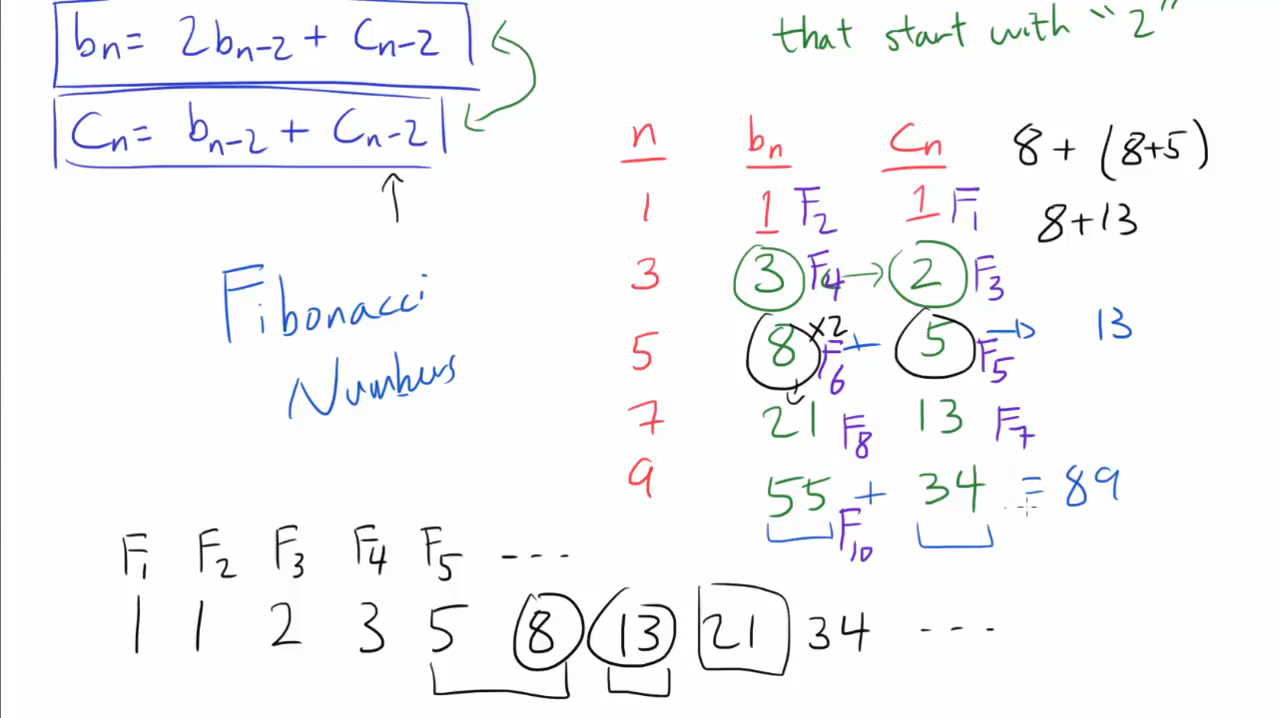 bn= 2bn-2 + Cn-2
Cn= bn-2 + Cn-2
↑
Fibonacci
Numbers
that start with "2"
n bn Cn 8 + (8+5)
1 1 F2 1 F1 8+13
3 3 F4 → 2 F3
5 8 ×2 F6 + 5 F5 → 13
7 21 F8 13 F7
9 55 F10 + 34 = 89
F1 F2 F3 F4 F5 ---
1 1 2 3 5 8 13 21 34 ---